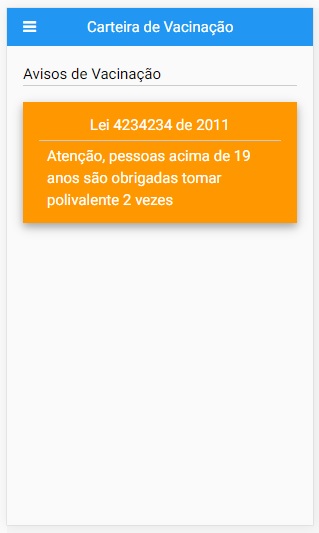 Carteira de Vacinação
Avisos de Vacinação
Lei 4234234 de 2011
Atenção, pessoas acima de 19
anos são obrigadas tomar
polivalente 2 vezes